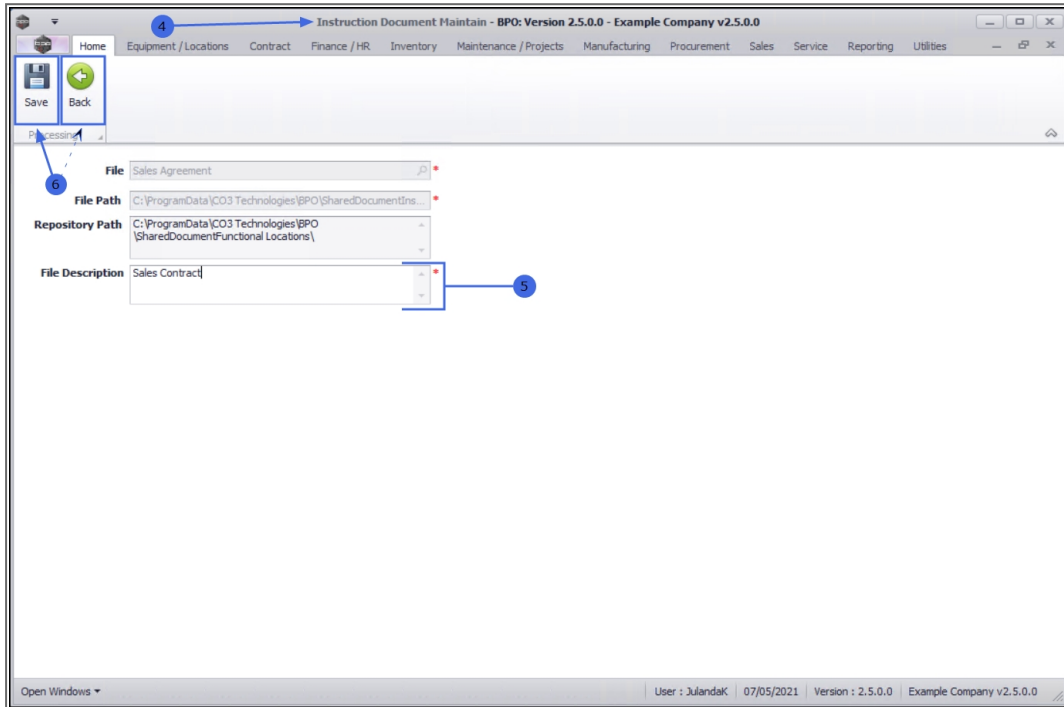 4
Instruction Document Maintain - BPO: Version 2.5.0.0 - Example Company v2.5.0.0
Home Equipment / Locations Contract Finance / HR Inventory Maintenance / Projects Manufacturing Procurement Sales Service Reporting Utilities
Save Back
Processing
6
File Sales Agreement *
File Path C:\ProgramData\CO3 Technologies\BPO\SharedDocumentIns... *
Repository Path C:\ProgramData\CO3 Technologies\BPO
\SharedDocumentFunctional Locations\
File Description Sales Contract *
5
Open Windows User : JulandaK 07/05/2021 Version : 2.5.0.0 Example Company v2.5.0.0